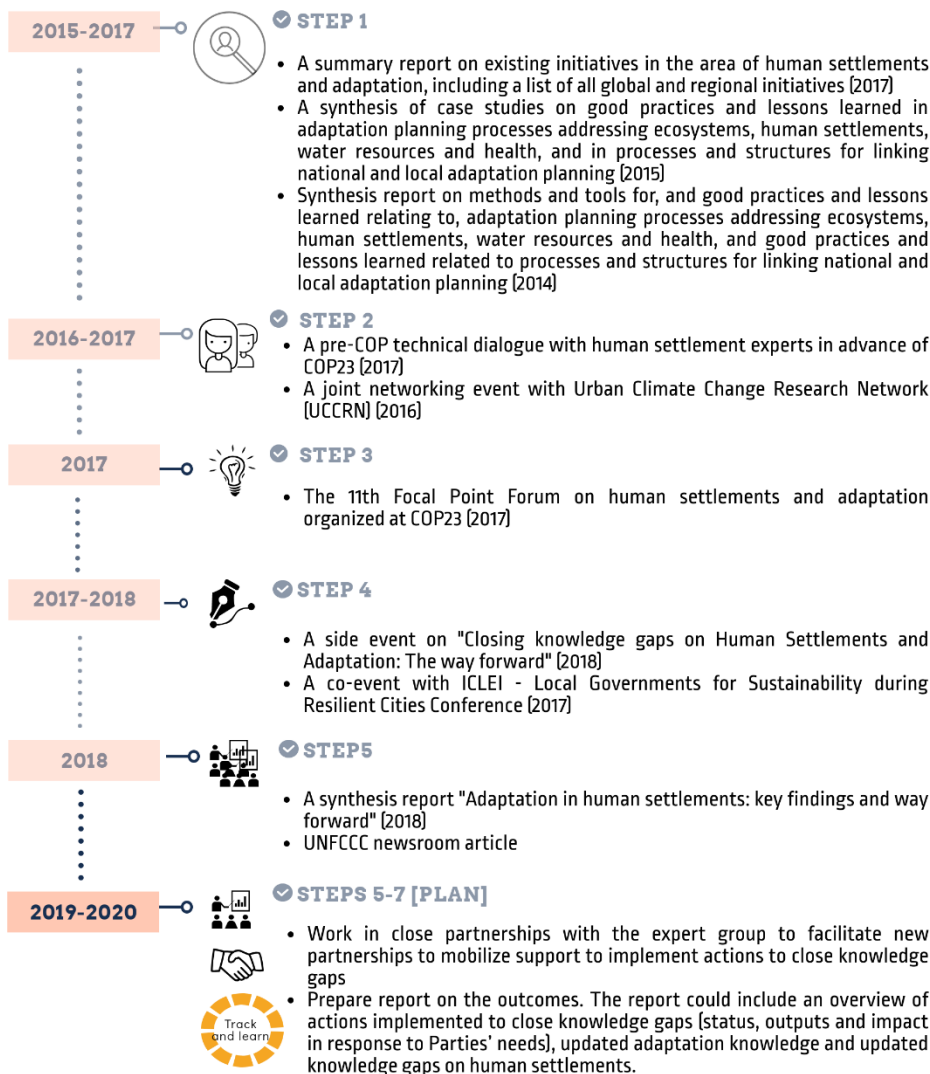 2015-2017
STEP 1
• A summary report on existing initiatives in the area of human settlements
and adaptation, including a list of all global and regional initiatives (2017)
• A synthesis of case studies on good practices and lessons learned in
adaptation planning processes addressing ecosystems, human settlements,
water resources and health, and in processes and structures for linking
national and local adaptation planning (2015)
• Synthesis report on methods and tools for, and good practices and lessons
learned relating to, adaptation planning processes addressing ecosystems,
human settlements, water resources and health, and good practices and
lessons learned related to processes and structures for linking national and
local adaptation planning (2014)
2016-2017
STEP 2
• A pre-COP technical dialogue with human settlement experts in advance of
COP23 (2017)
• A joint networking event with Urban Climate Change Research Network
(UCCRN) (2016)
2017
STEP 3
• The 11th Focal Point Forum on human settlements and adaptation
organized at COP23 (2017)
2017-2018
STEP 4
• A side event on "Closing knowledge gaps on Human Settlements and
Adaptation: The way forward" (2018)
• A co-event with ICLEI - Local Governments for Sustainability during
Resilient Cities Conference (2017)
2018
STEP5
• A synthesis report "Adaptation in human settlements: key findings and way
forward" (2018)
• UNFCCC newsroom article
2019-2020
STEPS 5-7 [PLAN]
• Work in close partnerships with the expert group to facilitate new
partnerships to mobilize support to implement actions to close knowledge
gaps
• Prepare report on the outcomes. The report could include an overview of
actions implemented to close knowledge gaps (status, outputs and impact
in response to Parties' needs), updated adaptation knowledge and updated
knowledge gaps on human settlements.
Track
and learn